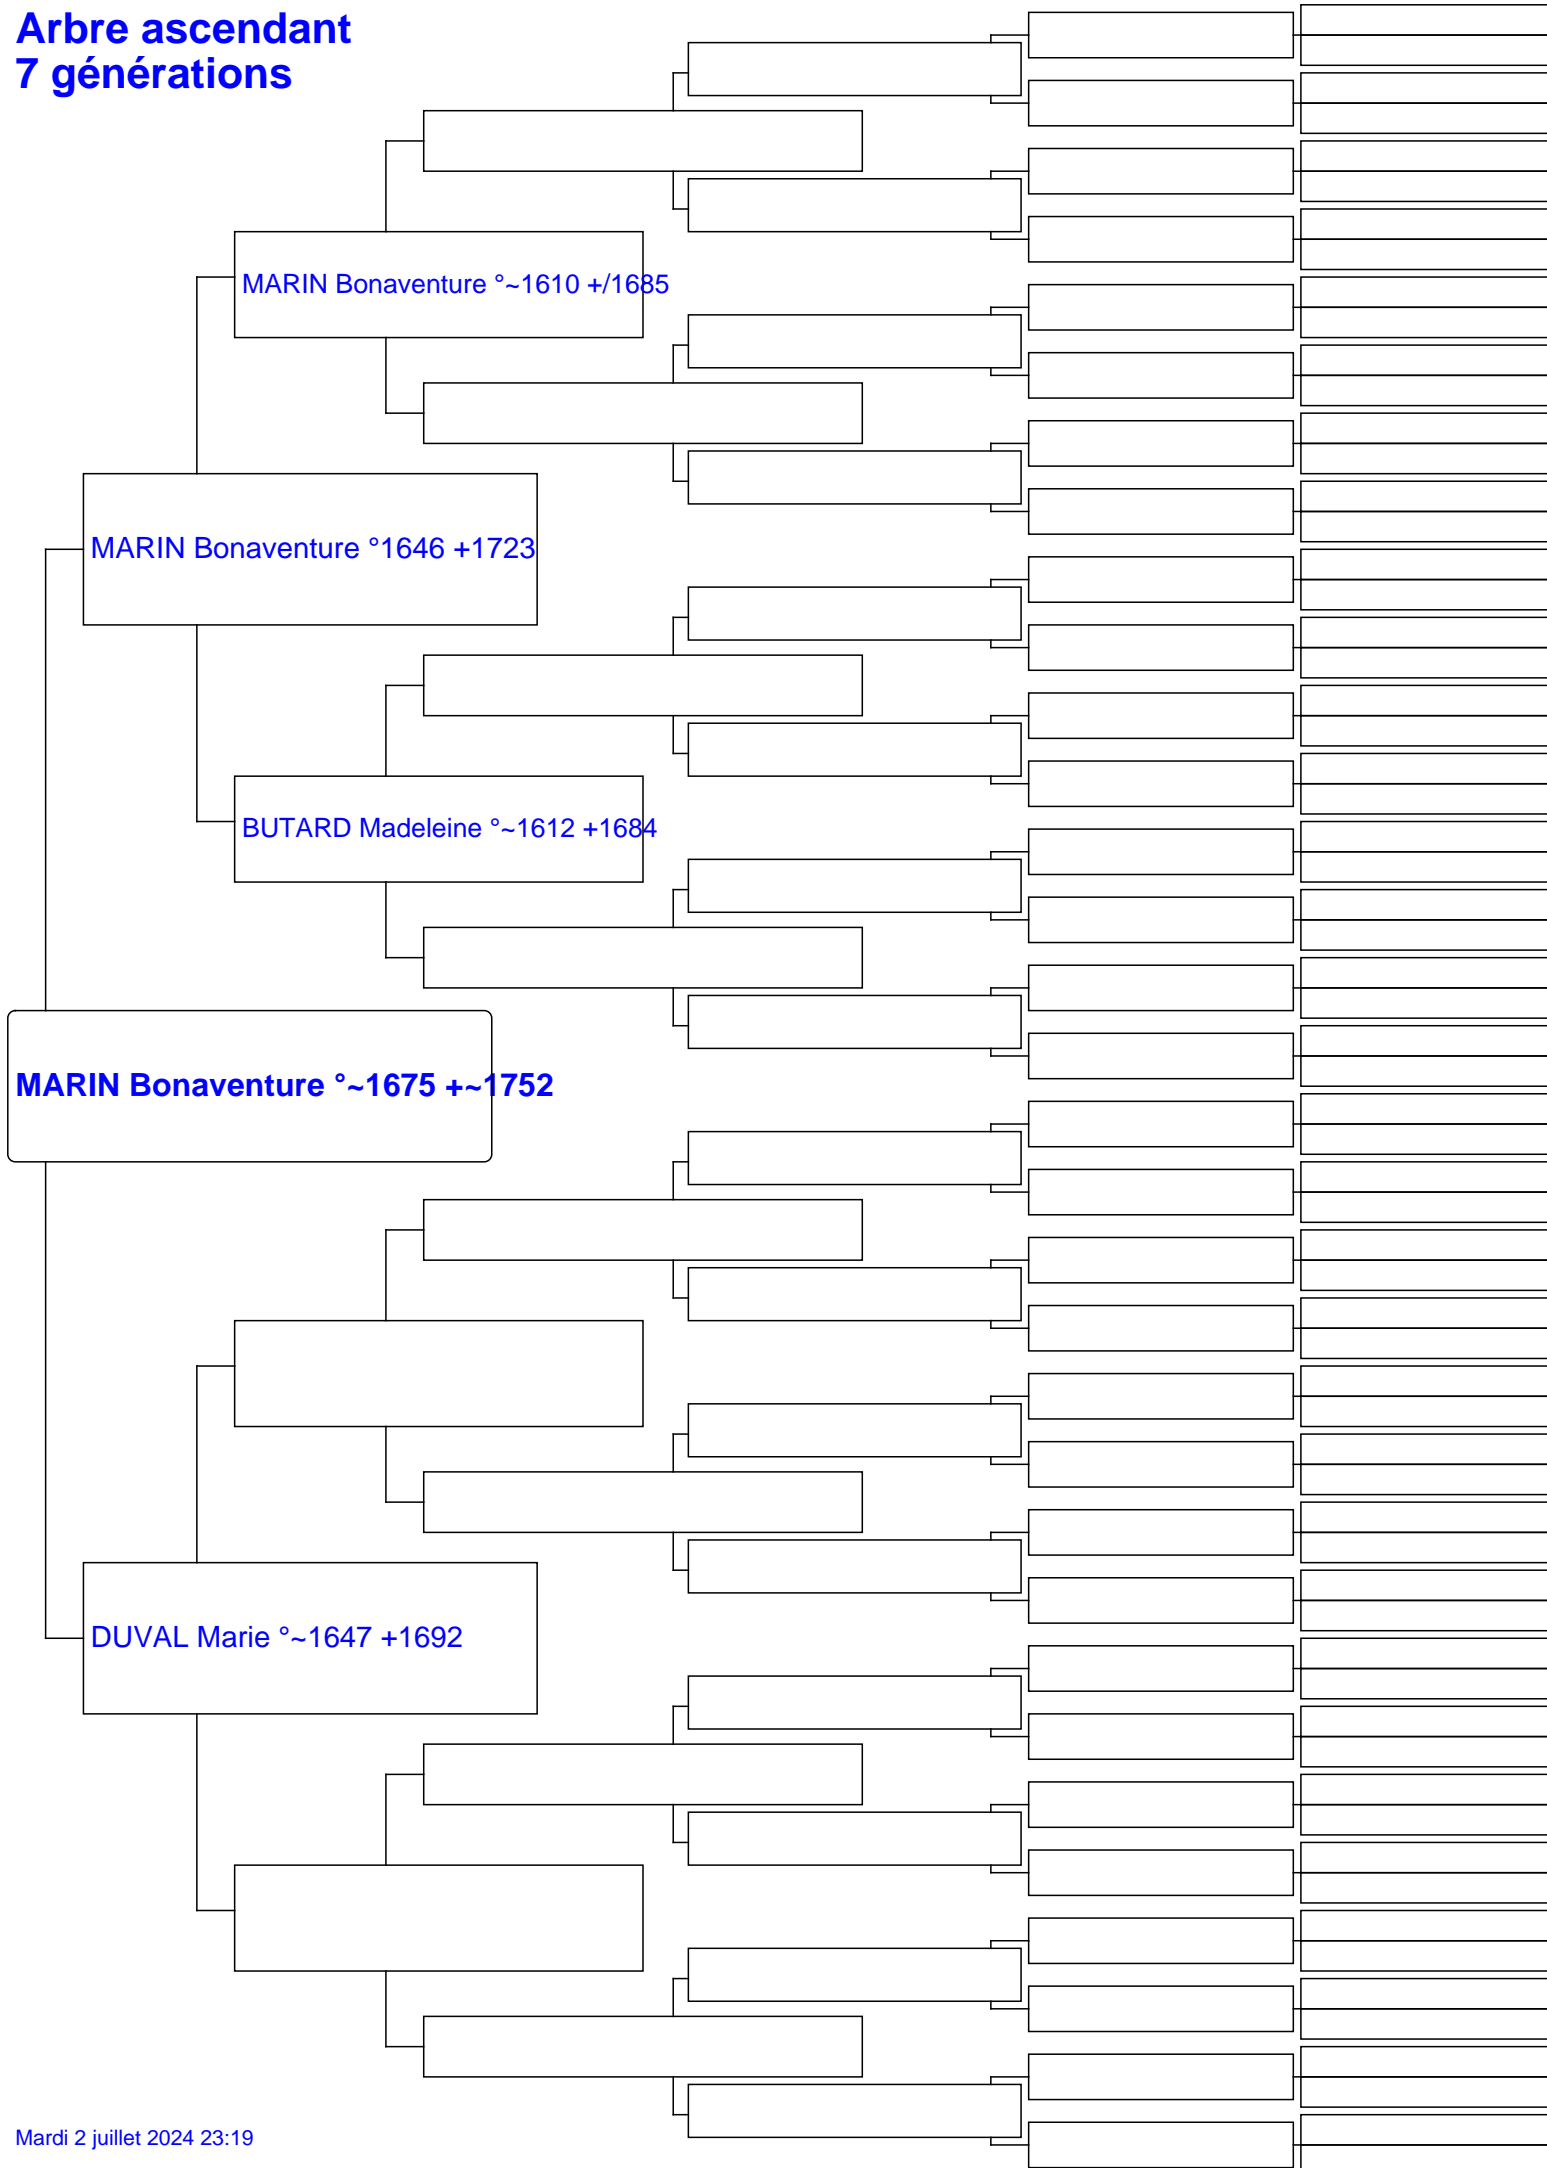 Arbre ascendant
7 générations
MARIN Bonaventure °~1610 +/1685
MARIN Bonaventure °1646 +1723
BUTARD Madeleine °~1612 +1684
MARIN Bonaventure °~1675 +~1752
DUVAL Marie °~1647 +1692
Mardi 2 juillet 2024 23:19